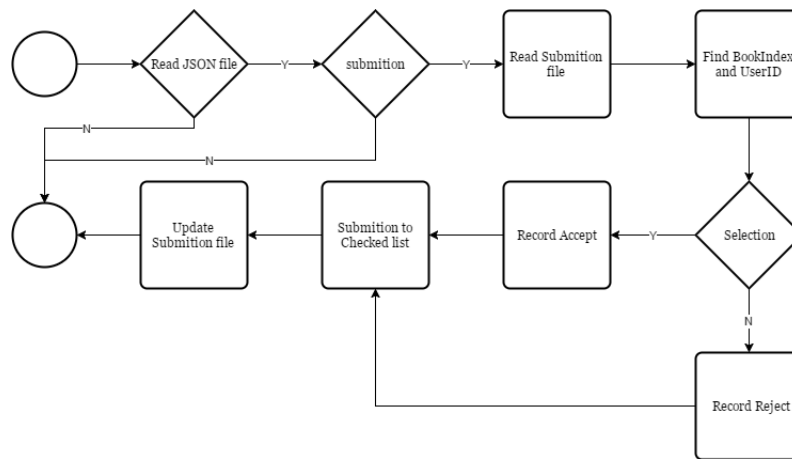 Read JSON file
Y
submition
Y
Read Submition
file
Find BookIndex
and UserID
N
N
Update
Submition file
Submition to
Checked list
Record Accept
Y
Selection
N
Record Reject